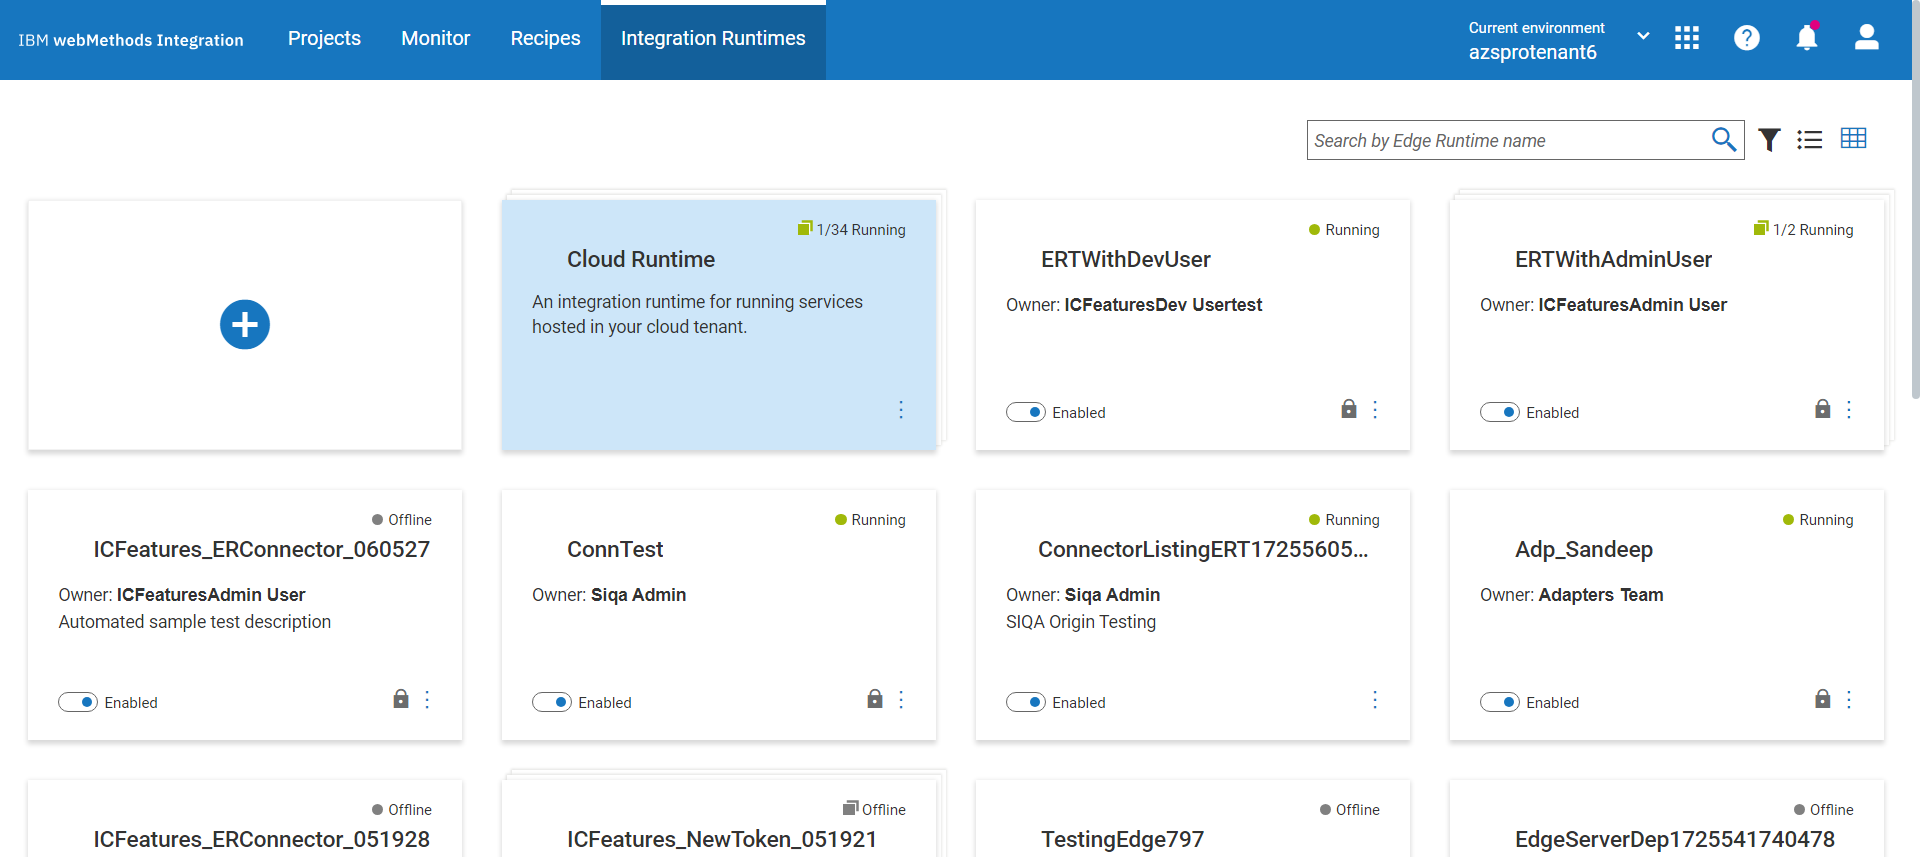 IBM webMethods Integration
Projects
Monitor
Recipes
Integration Runtimes
Current environment
azsprotenant6
Search by Edge Runtime name
1/34 Running
Cloud Runtime
An integration runtime for running services
hosted in your cloud tenant.
Running
ERTWithDevUser
Owner: ICFeaturesDev Usertest
Enabled
1/2 Running
ERTWithAdminUser
Owner: ICFeaturesAdmin User
Enabled
Offline
ICFeatures_ERConnector_060527
Owner: ICFeaturesAdmin User
Automated sample test description
Enabled
Running
ConnTest
Owner: Siqa Admin
Enabled
Running
ConnectorListingERT17255605...
Owner: Siqa Admin
SIQA Origin Testing
Enabled
Running
Adp_Sandeep
Owner: Adapters Team
Enabled
Offline
ICFeatures_ERConnector_051928
Offline
ICFeatures_NewToken_051921
Offline
TestingEdge797
Offline
EdgeServerDep1725541740478